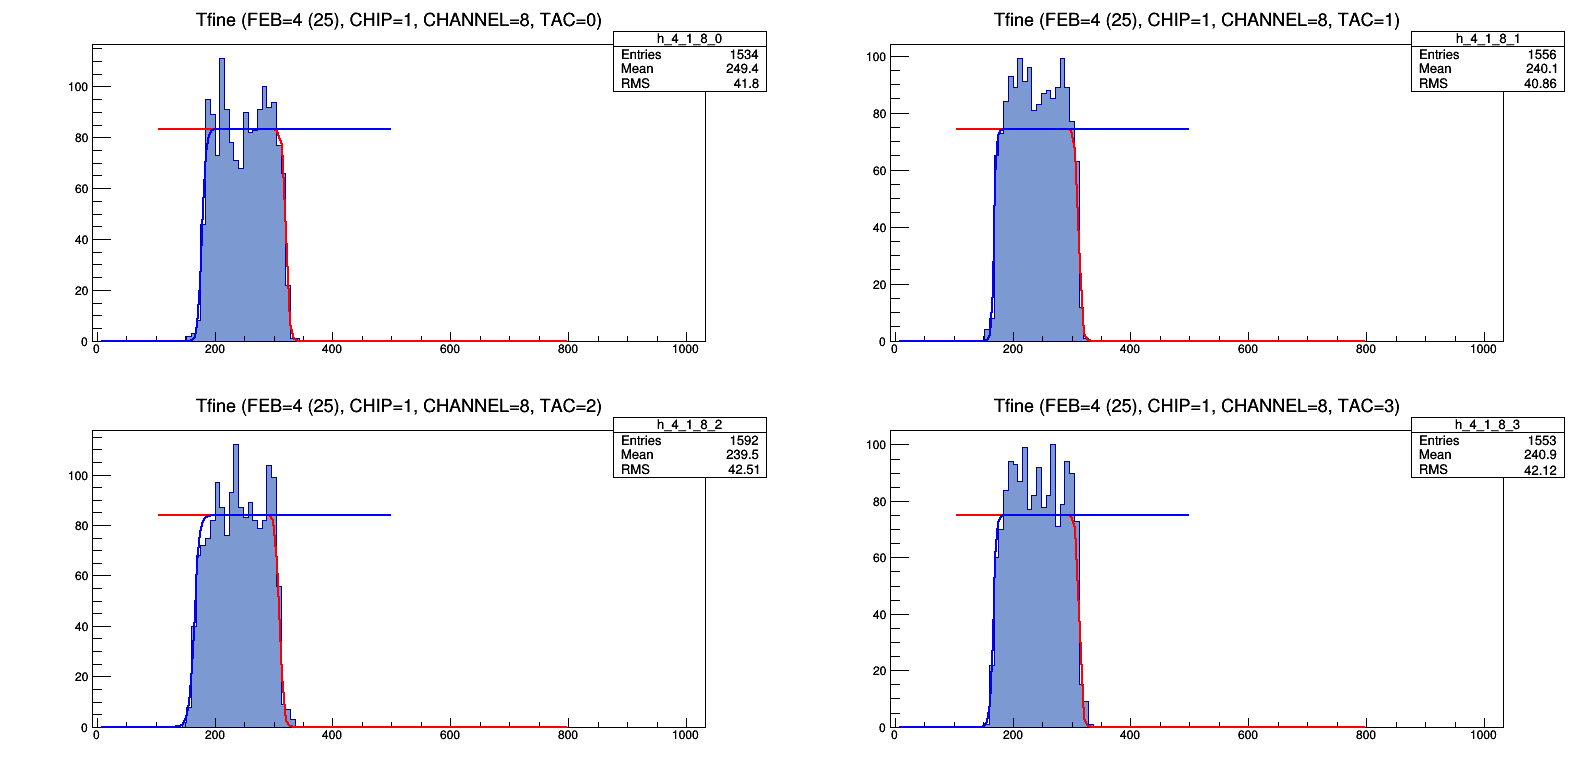 Tfine (FEB=4 (25), CHIP=1, CHANNEL=8, TAC=0)
h_4_1_8_0
Entries 1534
Mean 249.4
RMS 41.8
100
80
60
40
20
0
0 200 400 600 800 1000
Tfine (FEB=4 (25), CHIP=1, CHANNEL=8, TAC=1)
h_4_1_8_1
Entries 1556
Mean 240.1
RMS 40.86
100
80
60
40
20
0
0 200 400 600 800 1000
Tfine (FEB=4 (25), CHIP=1, CHANNEL=8, TAC=2)
h_4_1_8_2
Entries 1592
Mean 239.5
RMS 42.51
100
80
60
40
20
0
0 200 400 600 800 1000
Tfine (FEB=4 (25), CHIP=1, CHANNEL=8, TAC=3)
h_4_1_8_3
Entries 1553
Mean 240.9
RMS 42.12
100
80
60
40
20
0
0 200 400 600 800 1000